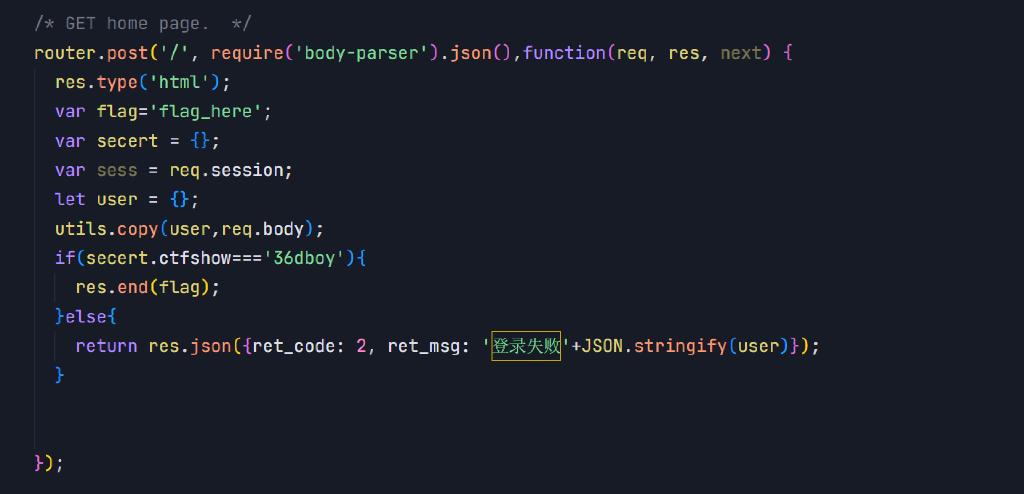 /* GET home page.  */
router.post('/', require('body-parser').json(),function(req, res, next) {
  res.type('html');
  var flag='flag_here';
  var secert = {};
  var sess = req.session;
  let user = {};
  utils.copy(user,req.body);
  if(secert.ctfshow==='36dboy'){
    res.end(flag);
  }else{
    return res.json({ret_code: 2, ret_msg: '登录失败'+JSON.stringify(user)});
  }
});